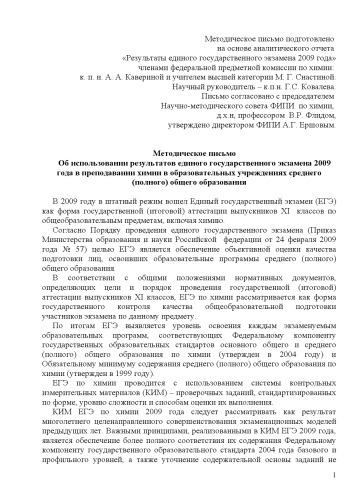 Методическое письмо подготовлено
на основе аналитического отчета
«Результаты единого государственного экзамена 2009 года»
членами федеральной предметной комиссии по химии:
к. п. н. А. А. Кавериной и учителем высшей категории М. Г. Снастиной.
Научный руководитель – к.п.н. Г.С. Ковалева.
Письмо согласовано с председателем
Научно-методического совета ФИПИ по химии,
д.х.н, профессором В.Р. Флидом,
утверждено директором ФИПИ А.Г. Ершовым.
Методическое письмо
Об использовании результатов единого государственного экзамена 2009
года в преподавании химии в образовательных учреждениях среднего
(полного) общего образования
В 2009 году в штатный режим вошел Единый государственный экзамен (ЕГЭ)
как форма государственной (итоговой) аттестации выпускников XI классов по
общеобразовательным предметам, включая химию.
Согласно Порядку проведения единого государственного экзамена (Приказ
Министерства образования и науки Российской федерации от 24 февраля 2009
года № 57) целью ЕГЭ является обеспечение объективной оценки качества
подготовки лиц, освоивших образовательные программы среднего (полного)
общего образования.
В соответствии с общими положениями нормативных документов,
определяющих цели и порядок проведения государственной (итоговой)
аттестации выпускников XI классов, ЕГЭ по химии рассматривается как форма
государственного контроля качества общеобразовательной подготовки
участников экзамена по данному предмету.
По итогам ЕГЭ выявляется уровень освоения каждым экзаменуемым
образовательных программ, соответствующих Федеральному компоненту
государственных образовательных стандартов основного общего и среднего
(полного) общего образования по химии (утвержден в 2004 году) и
Обязательному минимуму содержания среднего (полного) общего образования по
химии (утвержден в 1999 году).
ЕГЭ по химии проводится с использованием системы контрольных
измерительных материалов (КИМ) – проверочных заданий, стандартизированных
по форме, уровню сложности и способам оценки их выполнения.
КИМ ЕГЭ по химии 2009 года следует рассматривать как результат
многолетнего целенаправленного совершенствования экзаменационных моделей
предыдущих лет. Важными принципами, реализованными в КИМ ЕГЭ 2009 года,
является обеспечение более полного соответствия их содержания Федеральному
компоненту государственного образовательного стандарта 2004 года базового и
профильного уровней, а также уточнение содержательной основы заданий не
1